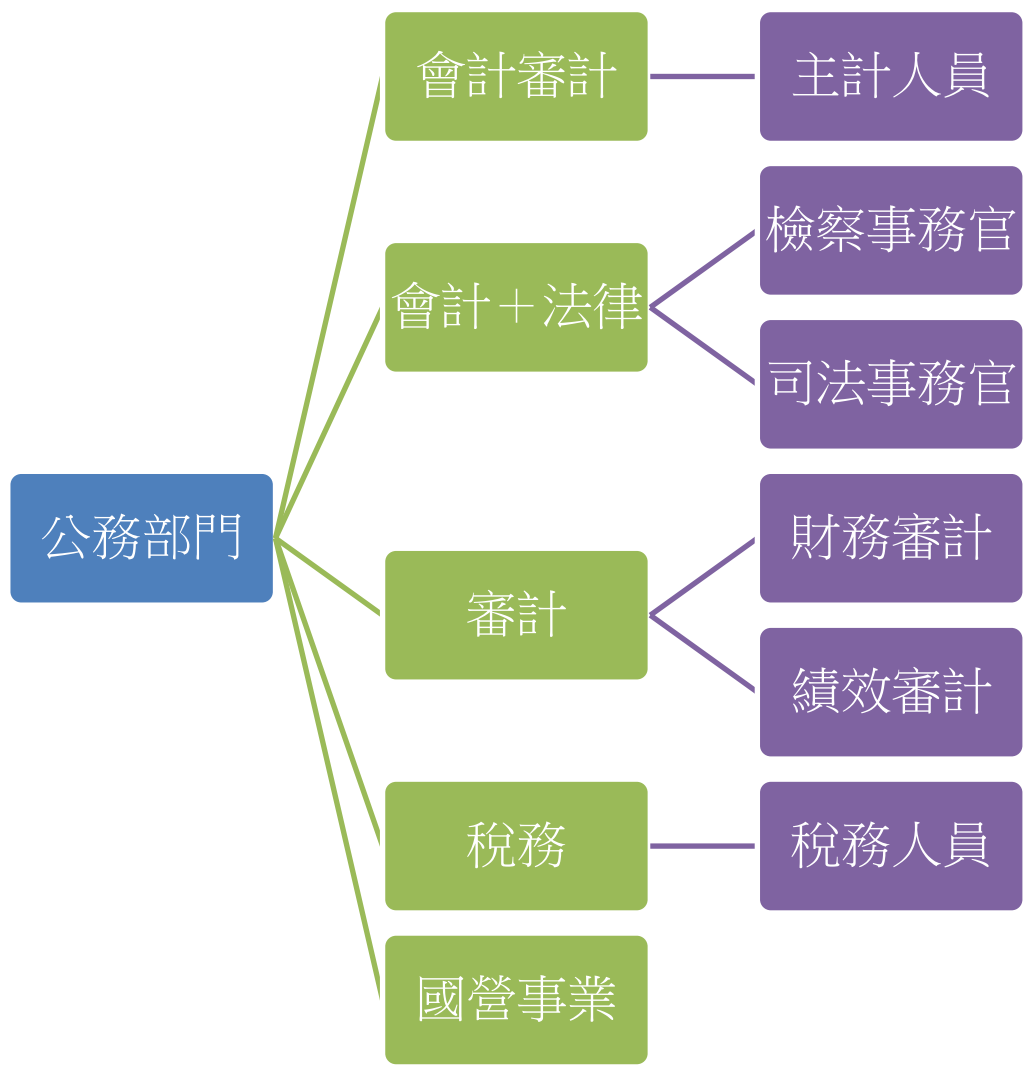 公務部門
會計審計
主計人員
會計＋法律
檢察事務官
司法事務官
審計
財務審計
績效審計
稅務
稅務人員
國營事業